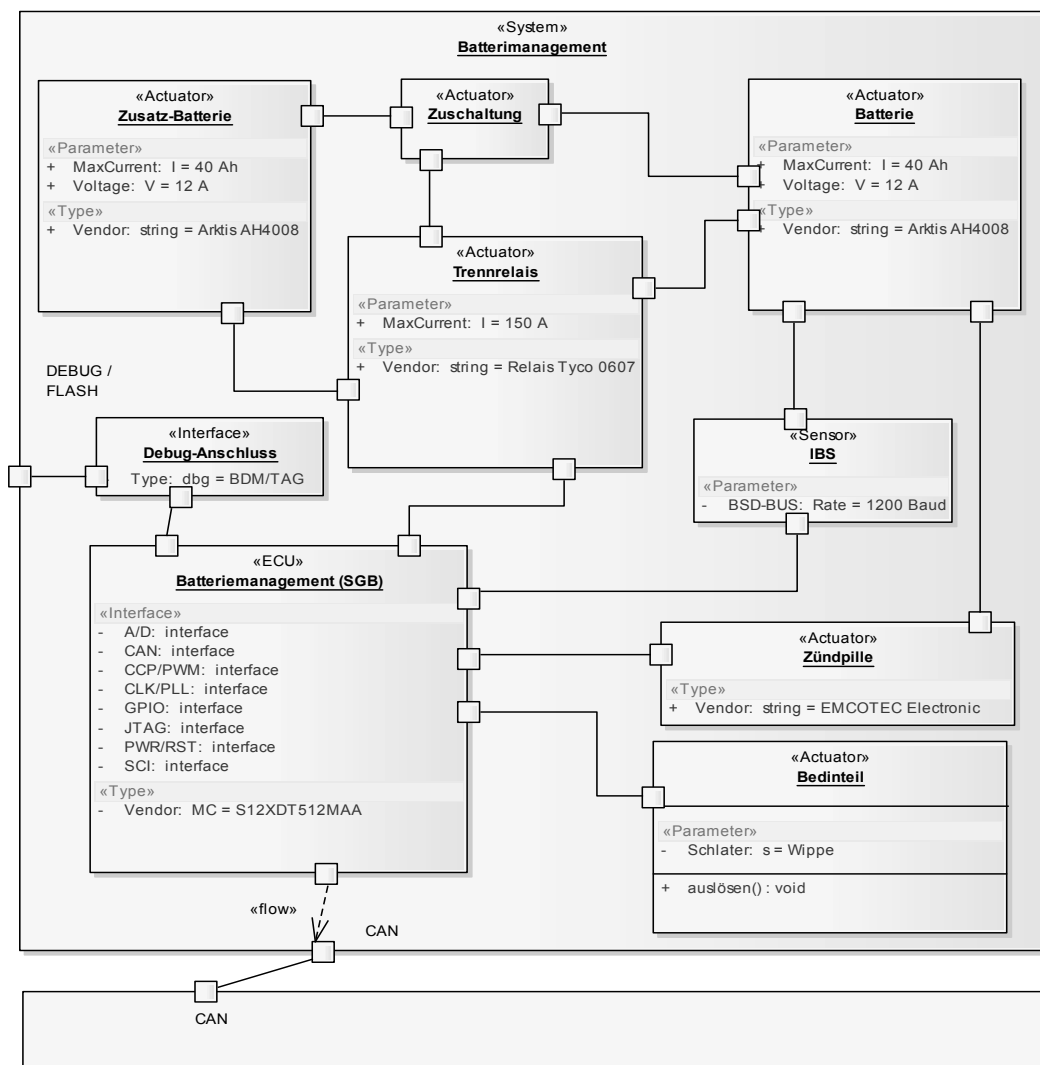 «System»
Batterimanagement
«Actuator»
Zusatz-Batterie
«Parameter»
+ MaxCurrent: I = 40 Ah
+ Voltage: V = 12 A
«Type»
+ Vendor: string = Arktis AH4008
«Actuator»
Zuschaltung
«Actuator»
Batterie
«Parameter»
+ MaxCurrent: I = 40 Ah
+ Voltage: V = 12 A
«Type»
+ Vendor: string = Arktis AH4008
«Actuator»
Trennrelais
«Parameter»
+ MaxCurrent: I = 150 A
«Type»
+ Vendor: string = Relais Tyco 0607
DEBUG /
FLASH
«Interface»
Debug-Anschluss
Type: dbg = BDM/TAG
«Sensor»
IBS
«Parameter»
- BSD-BUS: Rate = 1200 Baud
«ECU»
Batteriemanagement (SGB)
«Interface»
- A/D: interface
- CAN: interface
- CCP/PWM: interface
- CLK/PLL: interface
- GPIO: interface
- JTAG: interface
- PWR/RST: interface
- SCI: interface
«Type»
- Vendor: MC = S12XDT512MAA
«Actuator»
Zündpille
«Type»
+ Vendor: string = EMCOTEC Electronic
«Actuator»
Bedinteil
«Parameter»
- Schlater: s = Wippe
+ auslösen() : void
«flow»
CAN
CAN